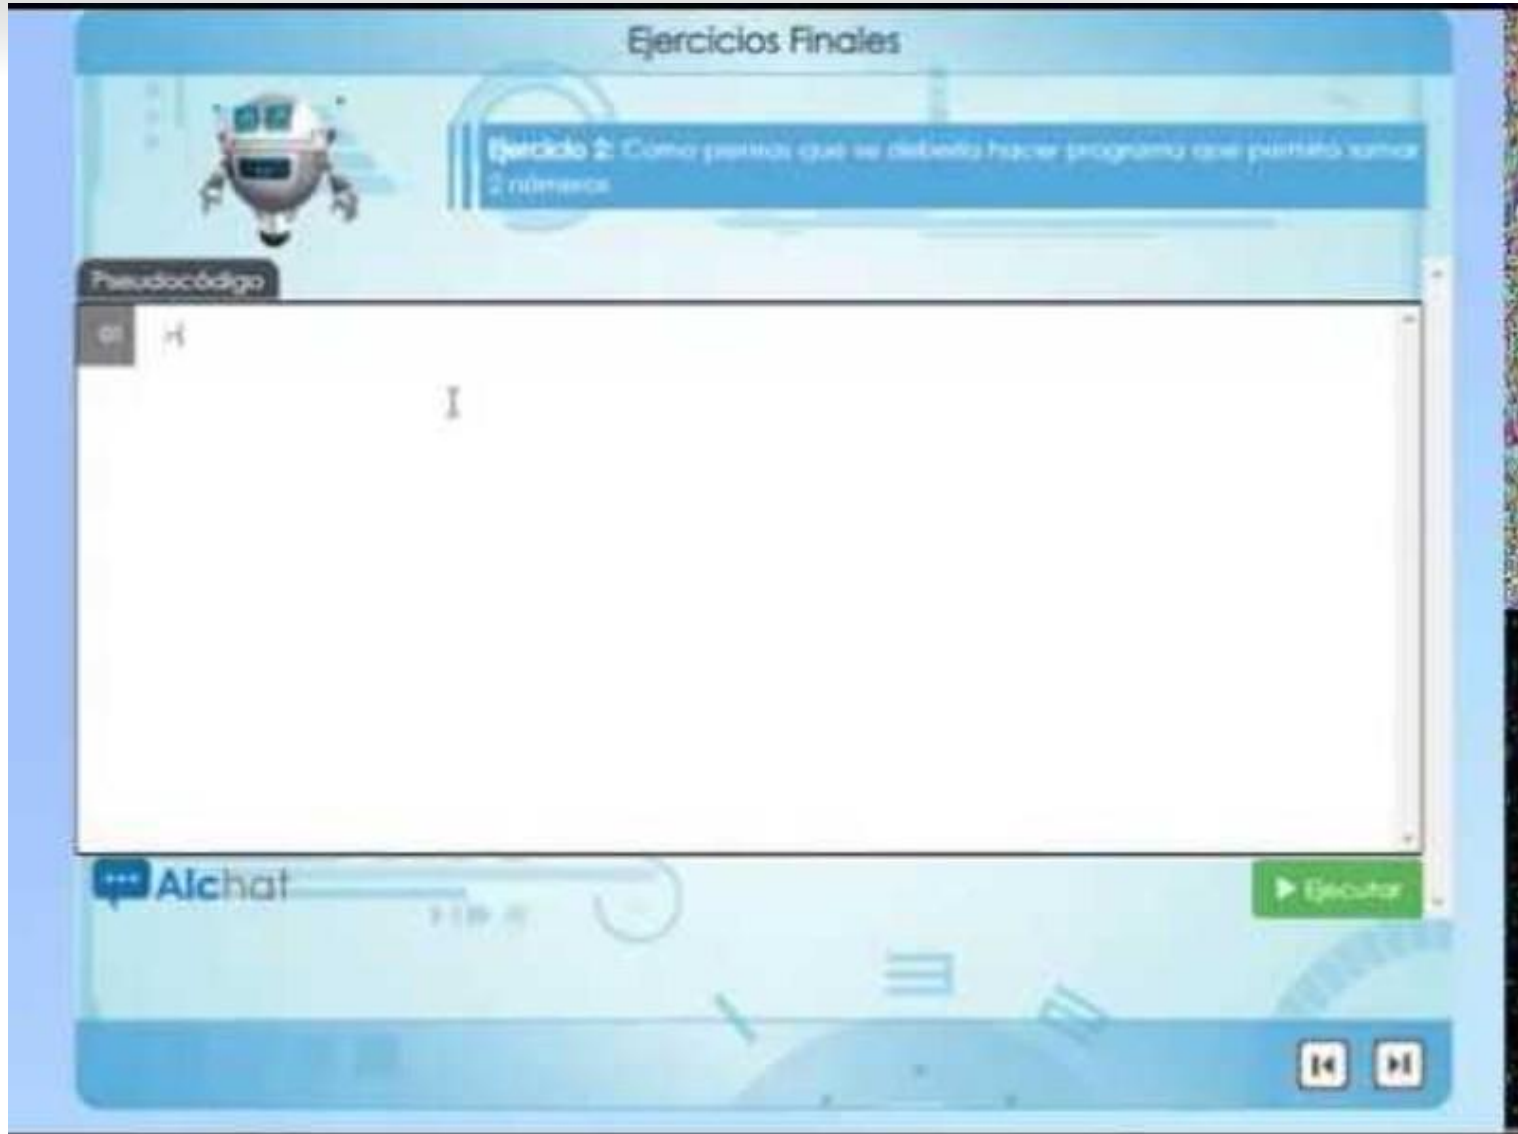 Ejercicios Finales
Ejercicio 2: Como piensas que se debería hacer programa que permita sumar
2 números
Pseudocódigo
01
AIchat
Ejecutar